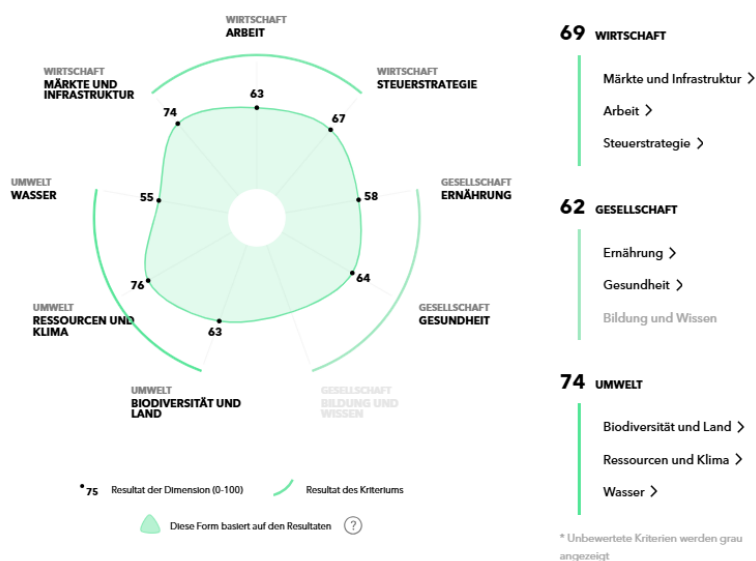 WIRTSCHAFT
ARBEIT
WIRTSCHAFT
MÄRKTE UND
INFRASTRUKTUR
WIRTSCHAFT
STEUERSTRATEGIE
63
74
67
UMWELT
WASSER
55
58
GESELLSCHAFT
ERNÄHRUNG
76
64
UMWELT
RESSOURCEN UND
KLIMA
63
GESELLSCHAFT
GESUNDHEIT
UMWELT
BIODIVERSITÄT UND
LAND
GESELLSCHAFT
BILDUNG UND
WISSEN
75 Resultat der Dimension (0-100)
Resultat des Kriteriums
Diese Form basiert auf den Resultaten ?
69 WIRTSCHAFT
Märkte und Infrastruktur >
Arbeit >
Steuerstrategie >
62 GESELLSCHAFT
Ernährung >
Gesundheit >
Bildung und Wissen
74 UMWELT
Biodiversität und Land >
Ressourcen und Klima >
Wasser >
* Unbewertete Kriterien werden grau
angezeigt